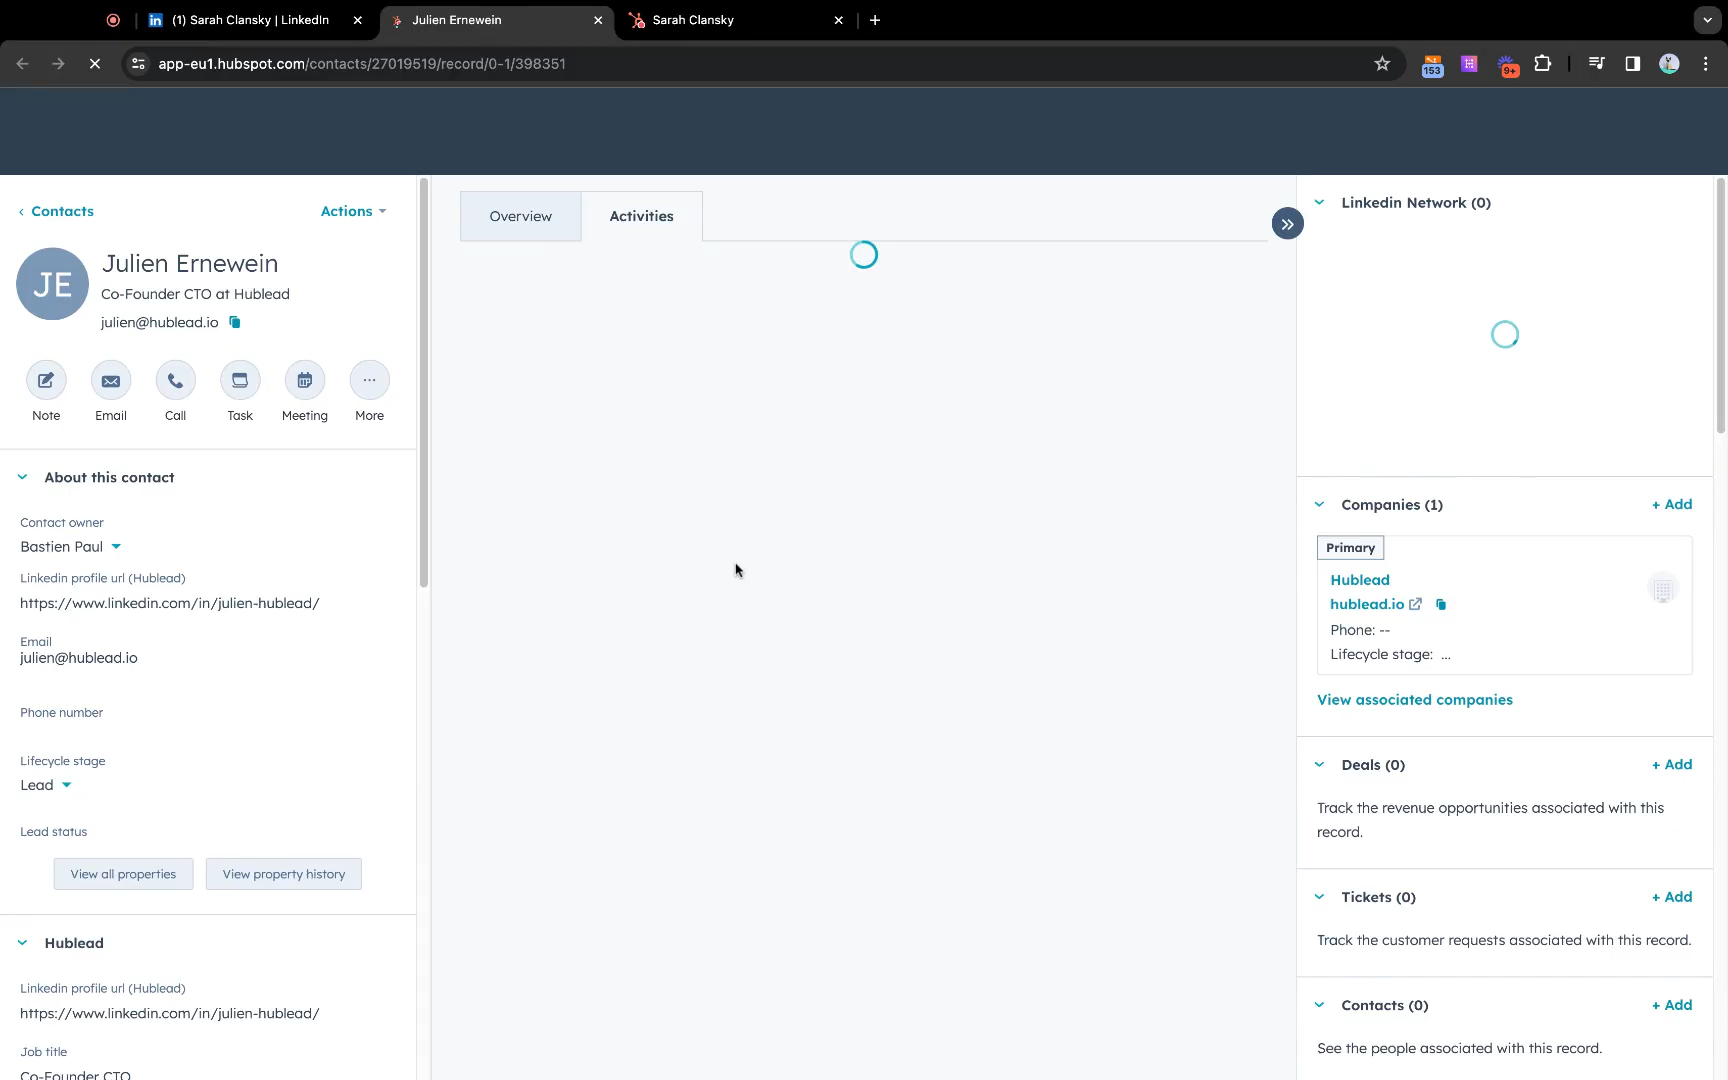 (1) Sarah Clansky | LinkedIn
Julien Ernewein
Sarah Clansky
app-eu1.hubspot.com/contacts/27019519/record/0-1/398351
153
9+
Contacts
Actions
JE
Julien Ernewein
Co-Founder CTO at Hublead
julien@hublead.io
Note
Email
Call
Task
Meeting
More
About this contact
Contact owner
Bastien Paul
Linkedin profile url (Hublead)
https://www.linkedin.com/in/julien-hublead/
Email
julien@hublead.io
Phone number
Lifecycle stage
Lead
Lead status
View all properties
View property history
Hublead
Linkedin profile url (Hublead)
https://www.linkedin.com/in/julien-hublead/
Job title
Co-Founder CTO
Overview
Activities
Linkedin Network (0)
Companies (1)
+ Add
Primary
Hublead
hublead.io
Phone: --
Lifecycle stage: ...
View associated companies
Deals (0)
+ Add
Track the revenue opportunities associated with this
record.
Tickets (0)
+ Add
Track the customer requests associated with this record.
Contacts (0)
+ Add
See the people associated with this record.